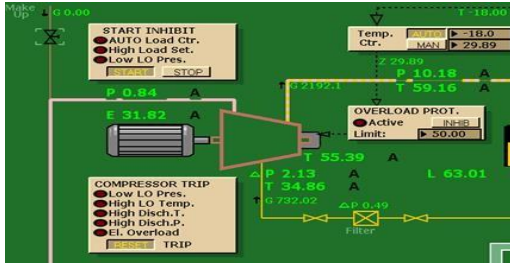 Make
Up
G 0.00
START INHIBIT
AUTO Load Ctr.
High Load Set.
Low LO Pres.
START STOP
P 0.84 A
E 31.82 A
COMPRESSOR TRIP
Low LO Pres.
High LO Temp.
High Disch.T.
High Disch.P.
El. Overload
RESET TRIP
T -18.00
Temp. AUTO -18.0
Ctr. MAN 29.89
Z 29.89
P 10.18 A
G 2192.1
T 59.16 A
OVERLOAD PROT.
Active INHIB
Limit: 50.00
T 55.39 A
△P 2.13 A
L 63.01
T 34.86 A
G 732.02
△P 0.49
Filter